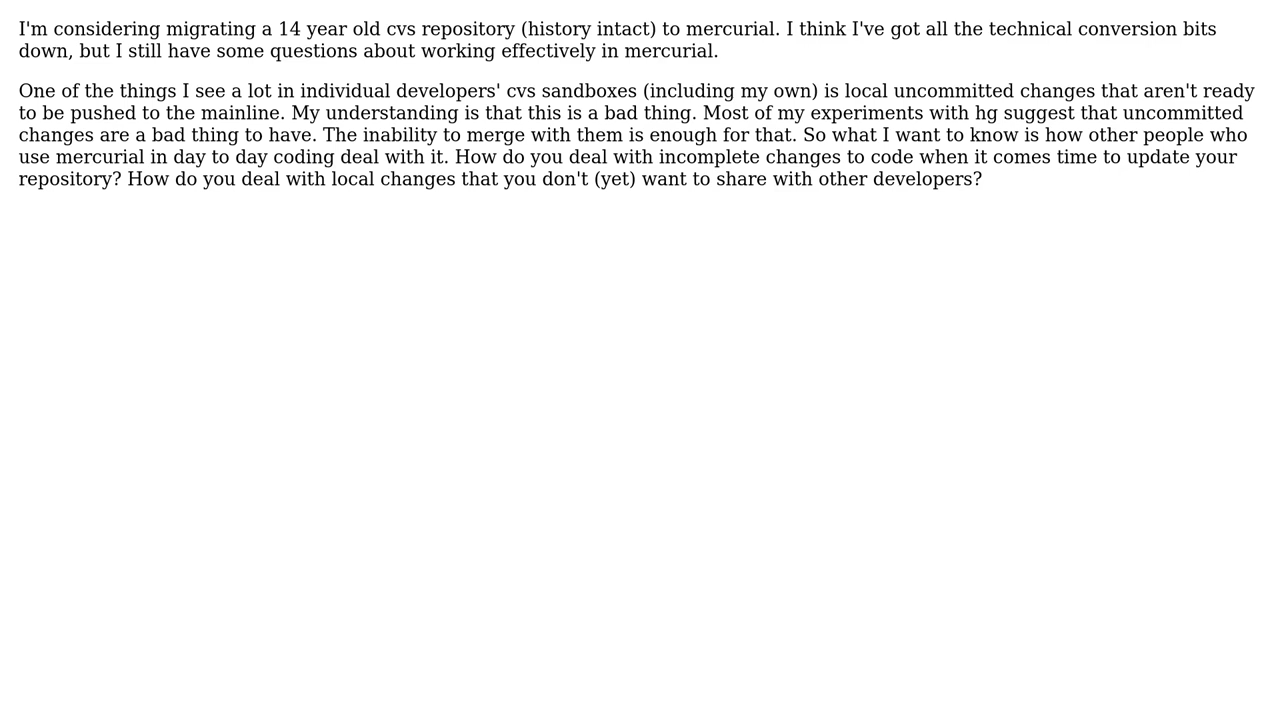 I'm considering migrating a 14 year old cvs repository (history intact) to mercurial. I think I've got all the technical conversion bits
down, but I still have some questions about working effectively in mercurial.
One of the things I see a lot in individual developers' cvs sandboxes (including my own) is local uncommitted changes that aren't ready
to be pushed to the mainline. My understanding is that this is a bad thing. Most of my experiments with hg suggest that uncommitted
changes are a bad thing to have. The inability to merge with them is enough for that. So what I want to know is how other people who
use mercurial in day to day coding deal with it. How do you deal with incomplete changes to code when it comes time to update your
repository? How do you deal with local changes that you don't (yet) want to share with other developers?